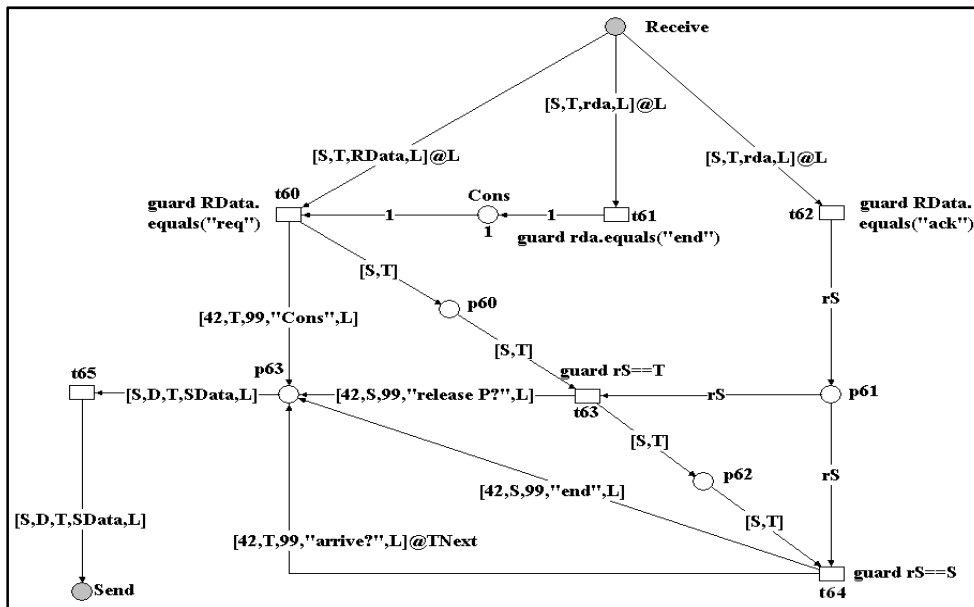 Receive
[S,T,rda,L]@L
[S,T,RData,L]@L
[S,T,rda,L]@L
t60
Cons
guard RData.
equals("req")
1
1
t61
1
guard rda.equals("end")
t62
guard RData.
equals("ack")
[S,T]
p60
rS
[42,T,99,"Cons",L]
[S,T]
t65
p63
guard rS==T
[S,D,T,SData,L]
[42,S,99,"release P?",L]
t63
rS
p61
[S,T]
p62
rS
[42,S,99,"end",L]
[S,T]
[S,D,T,SData,L]
[42,T,99,"arrive?",L]@TNext
Send
guard rS==S
t64